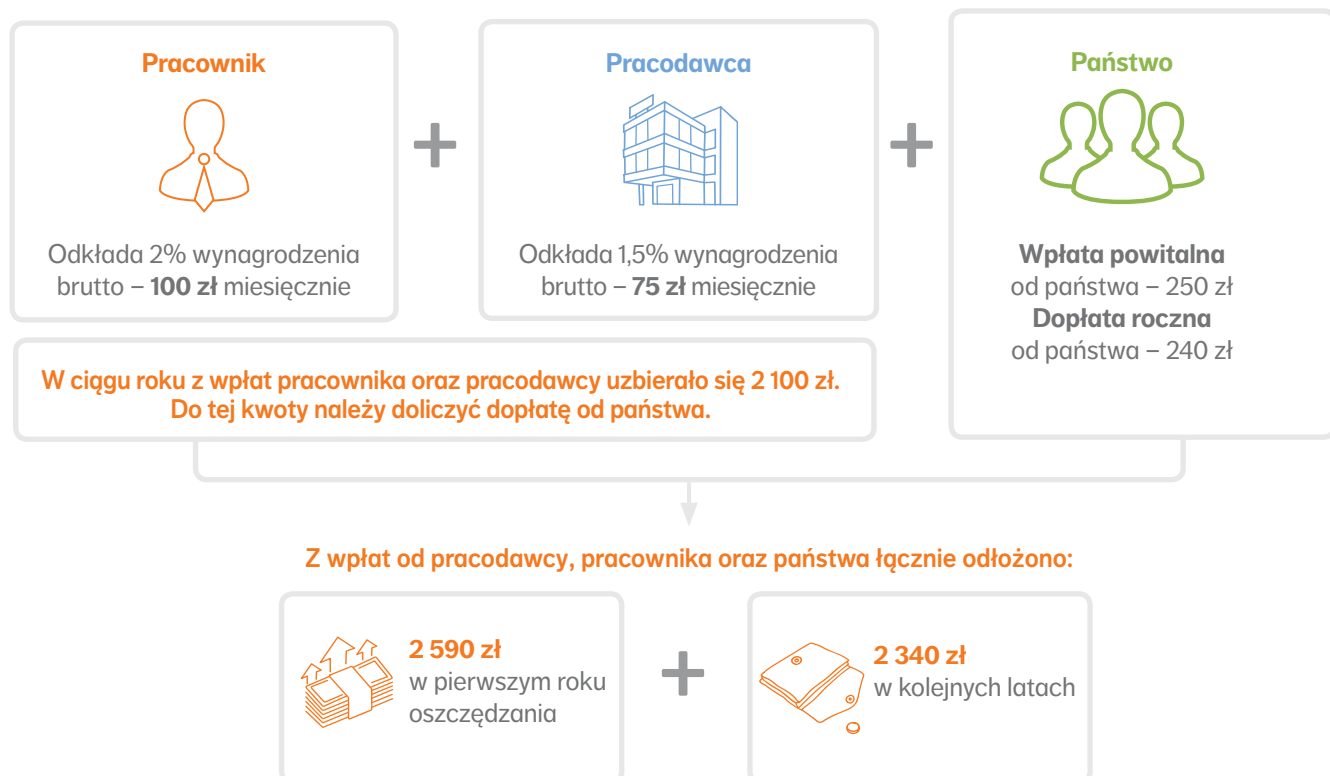 Pracownik
Odkłada 2% wynagrodzenia
brutto – 100 zł miesięcznie
Pracodawca
Odkłada 1,5% wynagrodzenia
brutto – 75 zł miesięcznie
Państwo
Wpłata powitalna
od państwa – 250 zł
Dopłata roczna
od państwa – 240 zł
W ciągu roku z wpłat pracownika oraz pracodawcy uzbierało się 2 100 zł.
Do tej kwoty należy doliczyć dopłatę od państwa.
Z wpłat od pracodawcy, pracownika oraz państwa łącznie odłożono:
2 590 zł
w pierwszym roku
oszczędzania
2 340 zł
w kolejnych latach